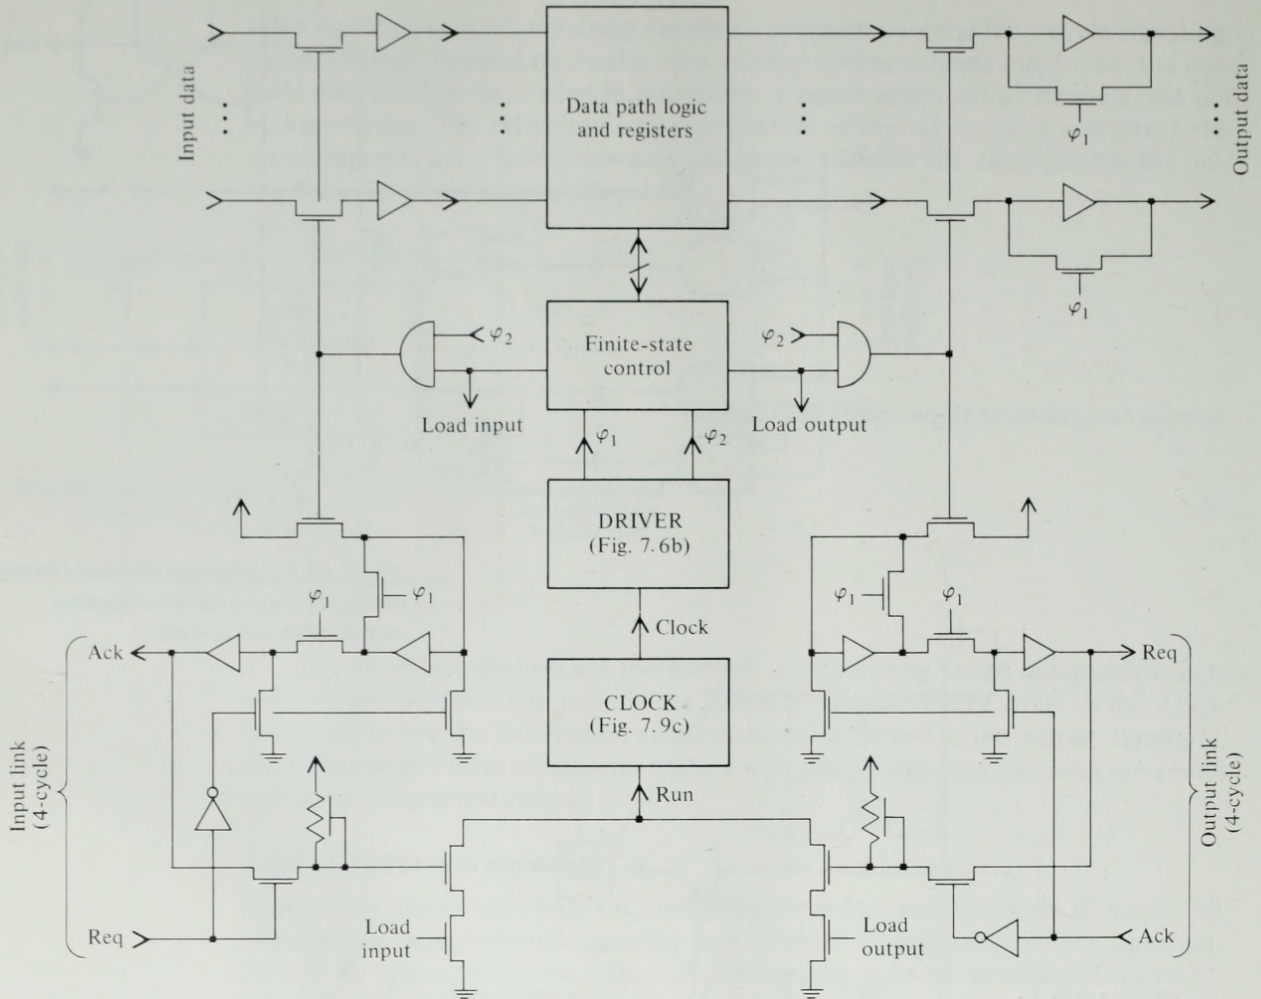 Input data
Data path logic
and registers
φ1
Output data
φ1
φ2
Finite-state
control
φ2
Load input
φ1
φ2
Load output
DRIVER
(Fig. 7.6b)
φ1
φ1
φ1
φ1
Clock
Ack
Req
CLOCK
(Fig. 7.9c)
Input link
(4-cycle)
Output link
(4-cycle)
Run
Req
Load
input
Load
output
Ack